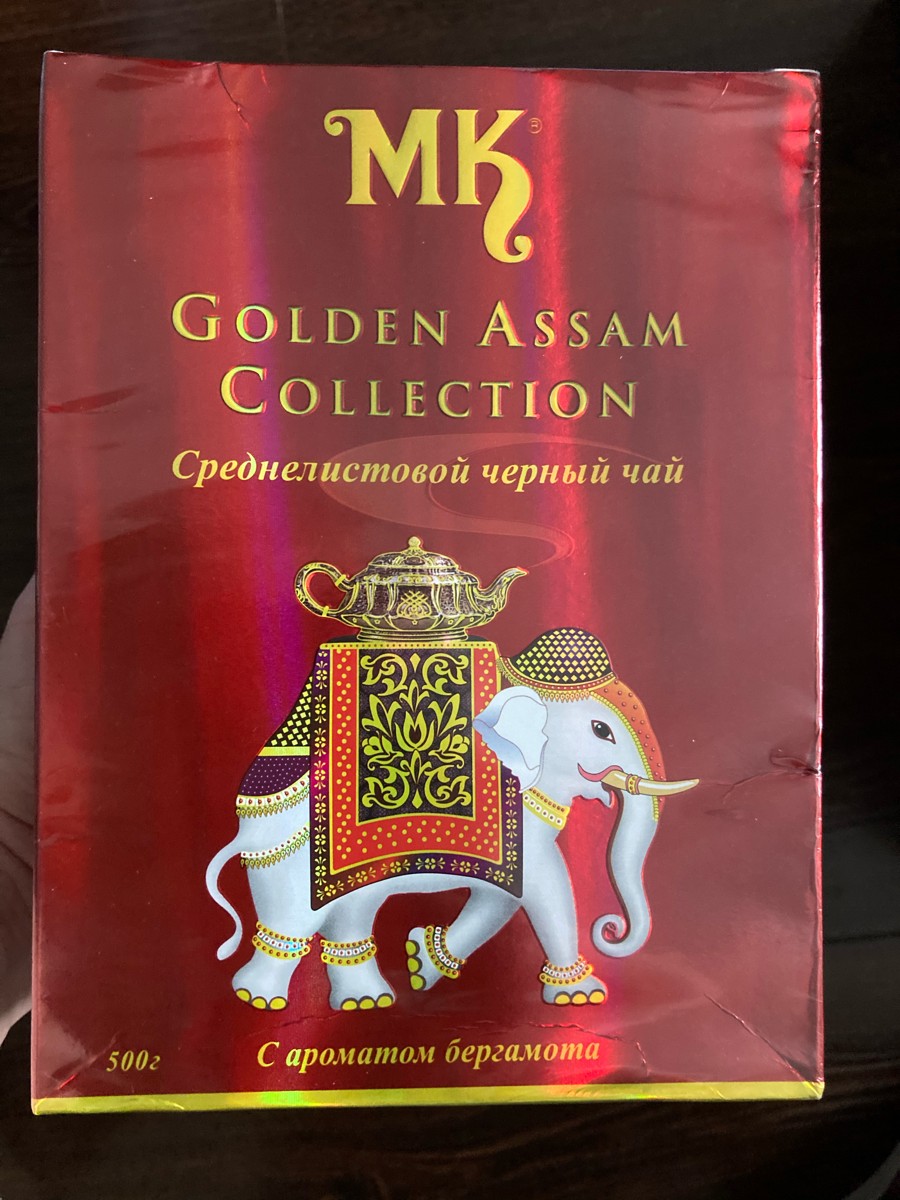 MK®
GOLDEN ASSAM
COLLECTION
Среднелистовой черный чай
500г
С ароматом бергамота